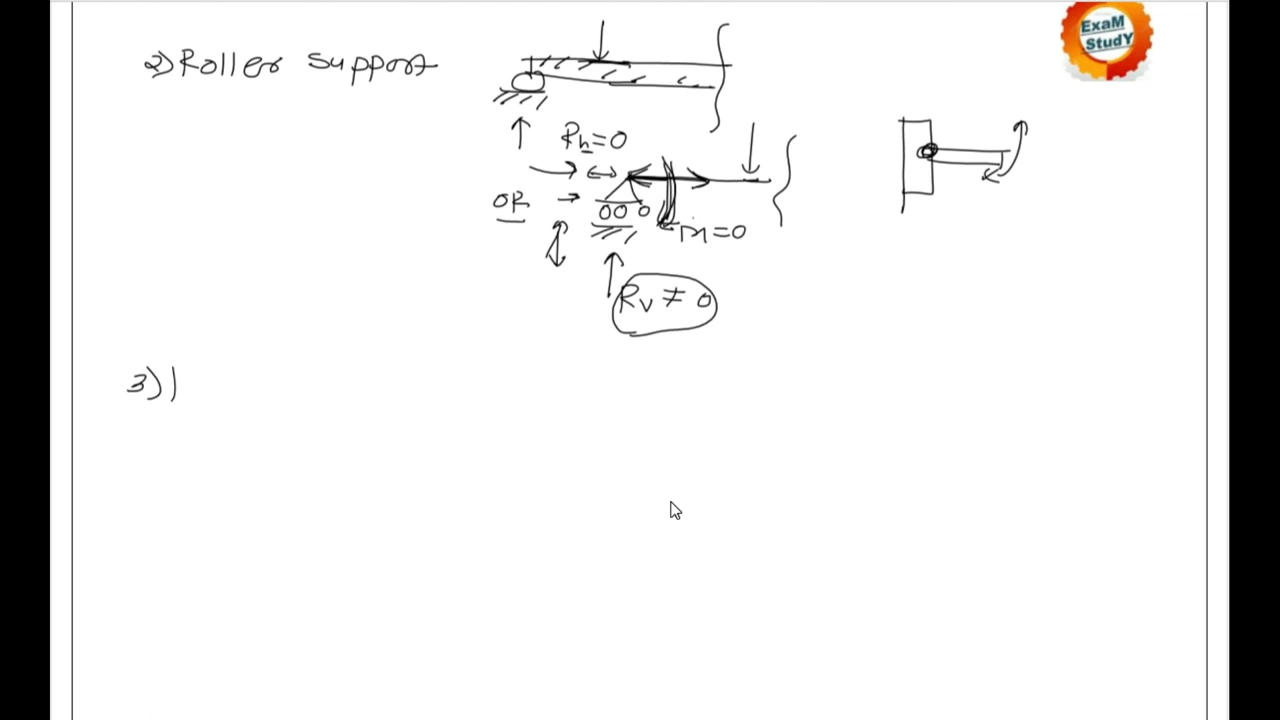 2) Roller support
ExaM
StudY
Rh=0
OR
m=0
Rv ≠ 0
3)